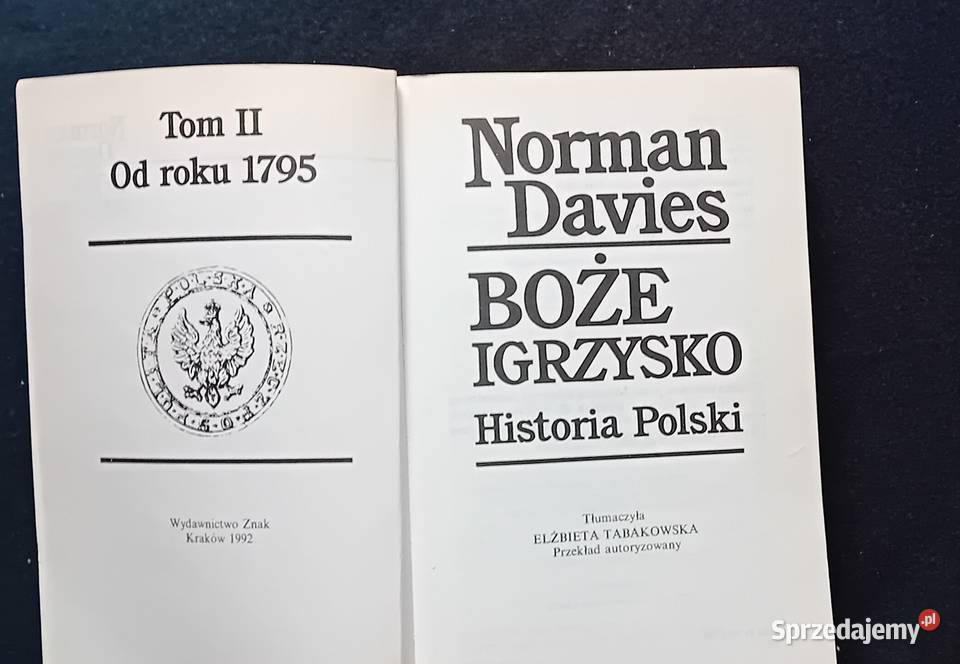 Tom II
Od roku 1795
Wydawnictwo Znak
Kraków 1992
Norman
Davies
BOŻE
IGRZYSKO
Historia Polski
Tłumaczyła
ELŻBIETA TABAKOWSKA
Przekład autoryzowany
Sprzedajemy.pl